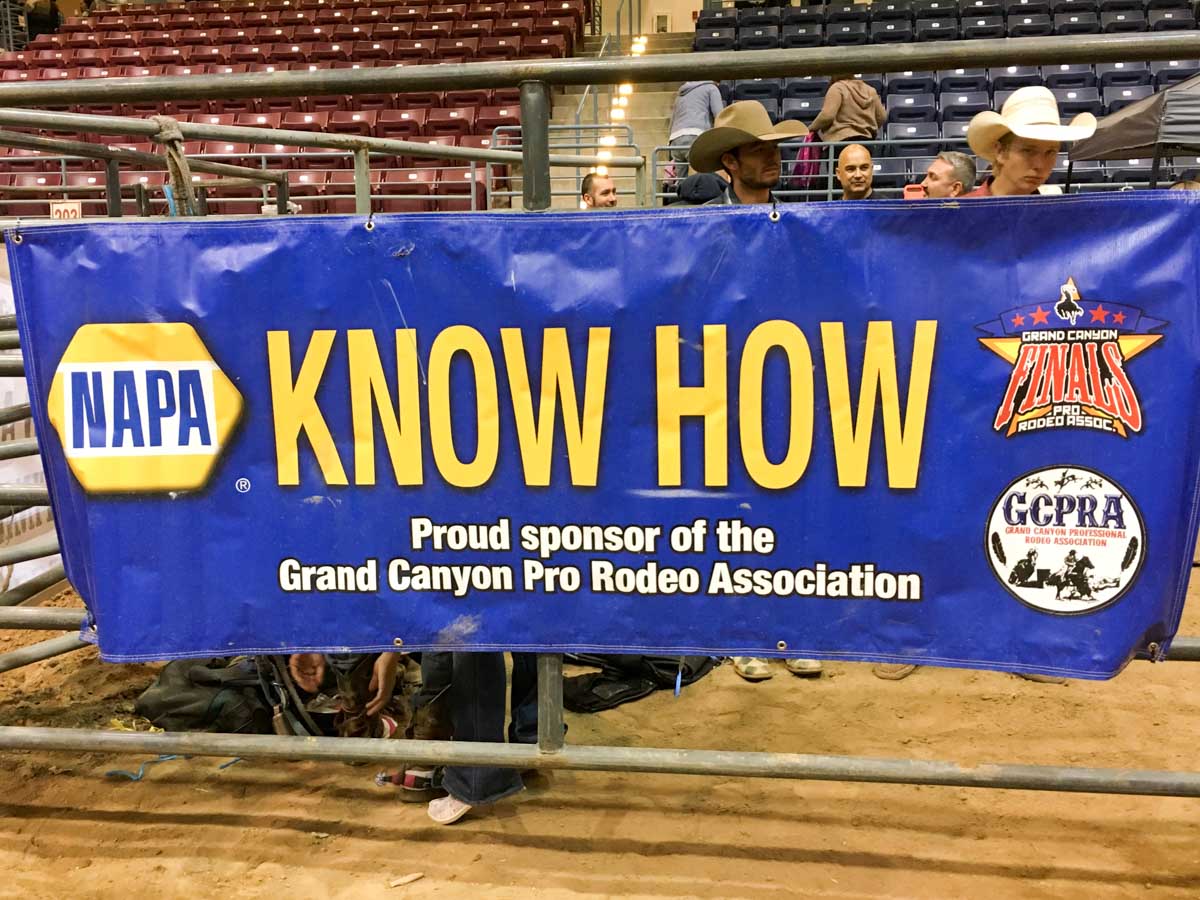 202
NAPA
®
KNOW HOW
Proud sponsor of the
Grand Canyon Pro Rodeo Association
GRAND CANYON
FINALS
PRO
RODEO ASSOC.
GCPRA
GRAND CANYON PROFESSIONAL
RODEO ASSOCIATION